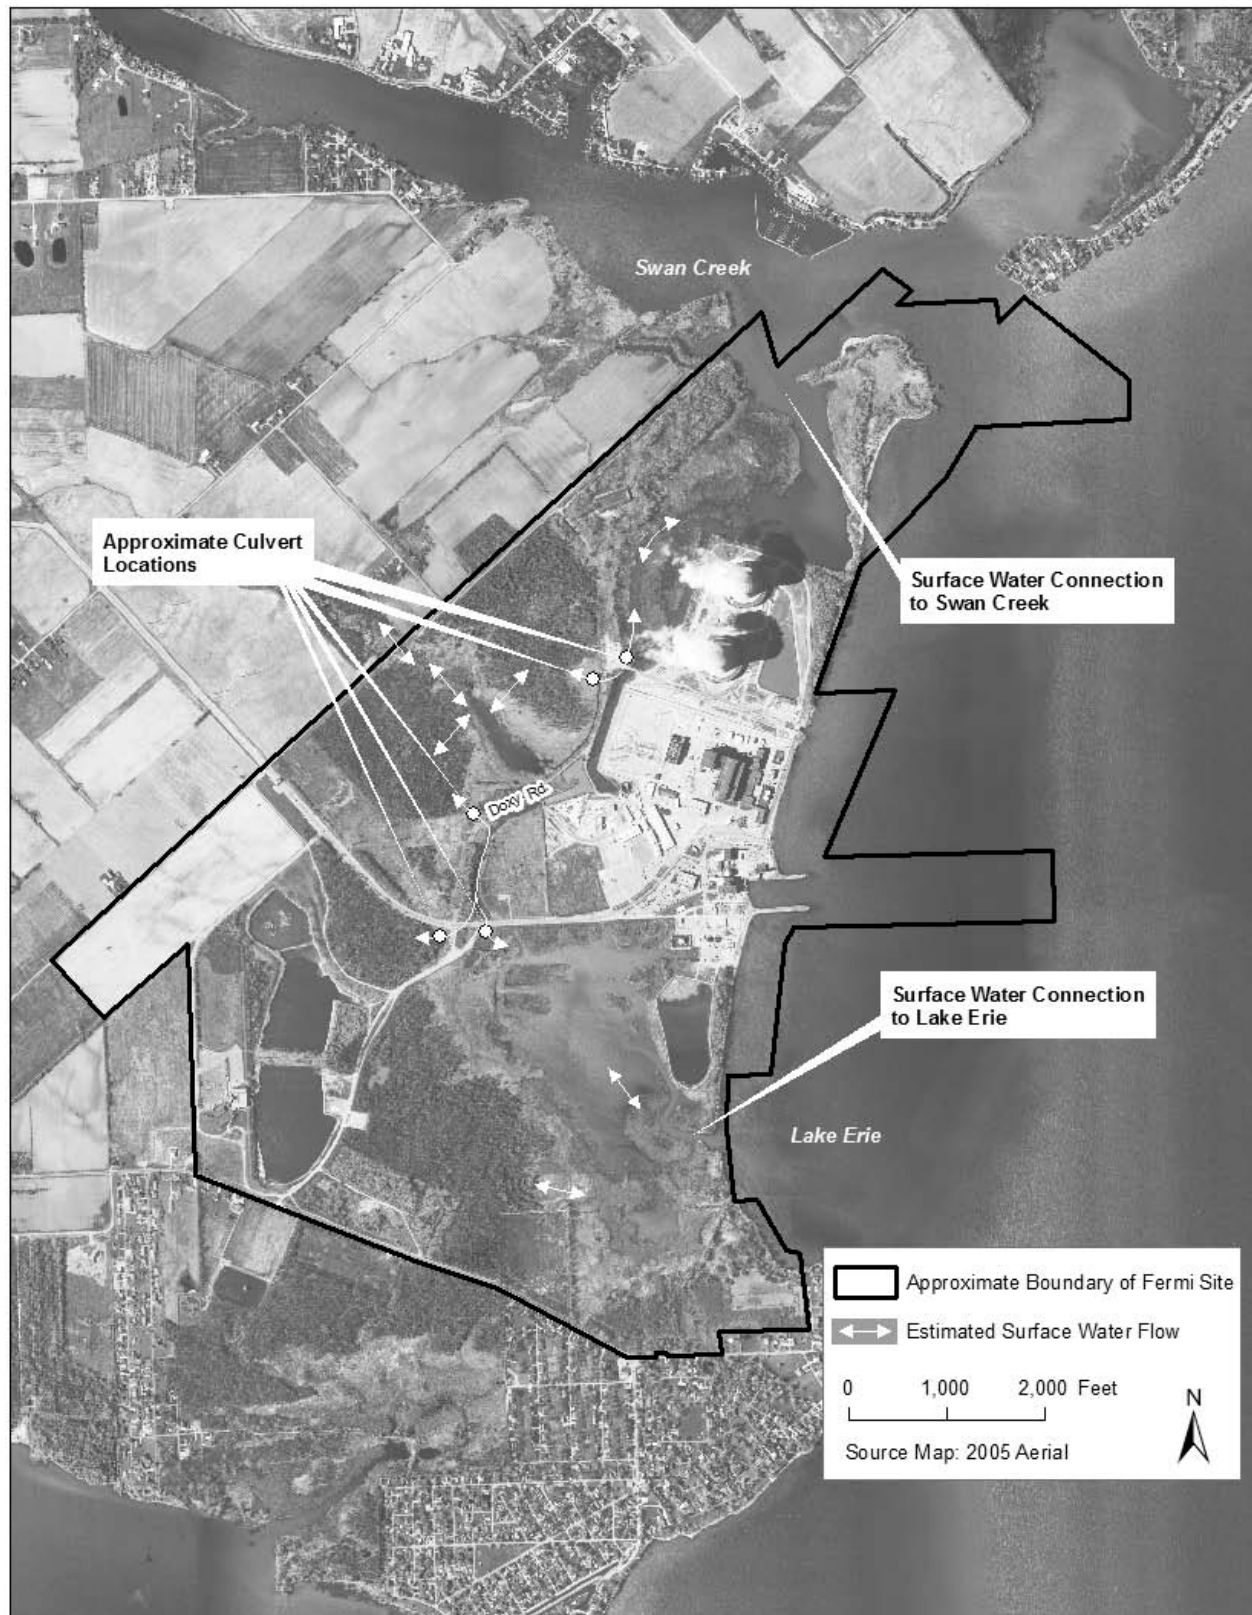 Swan Creek
Approximate Culvert
Locations
Surface Water Connection
to Swan Creek
Doxy Rd.
Surface Water Connection
to Lake Erie
Lake Erie
Approximate Boundary of Fermi Site
Estimated Surface Water Flow
0 1,000 2,000 Feet
N
Source Map: 2005 Aerial